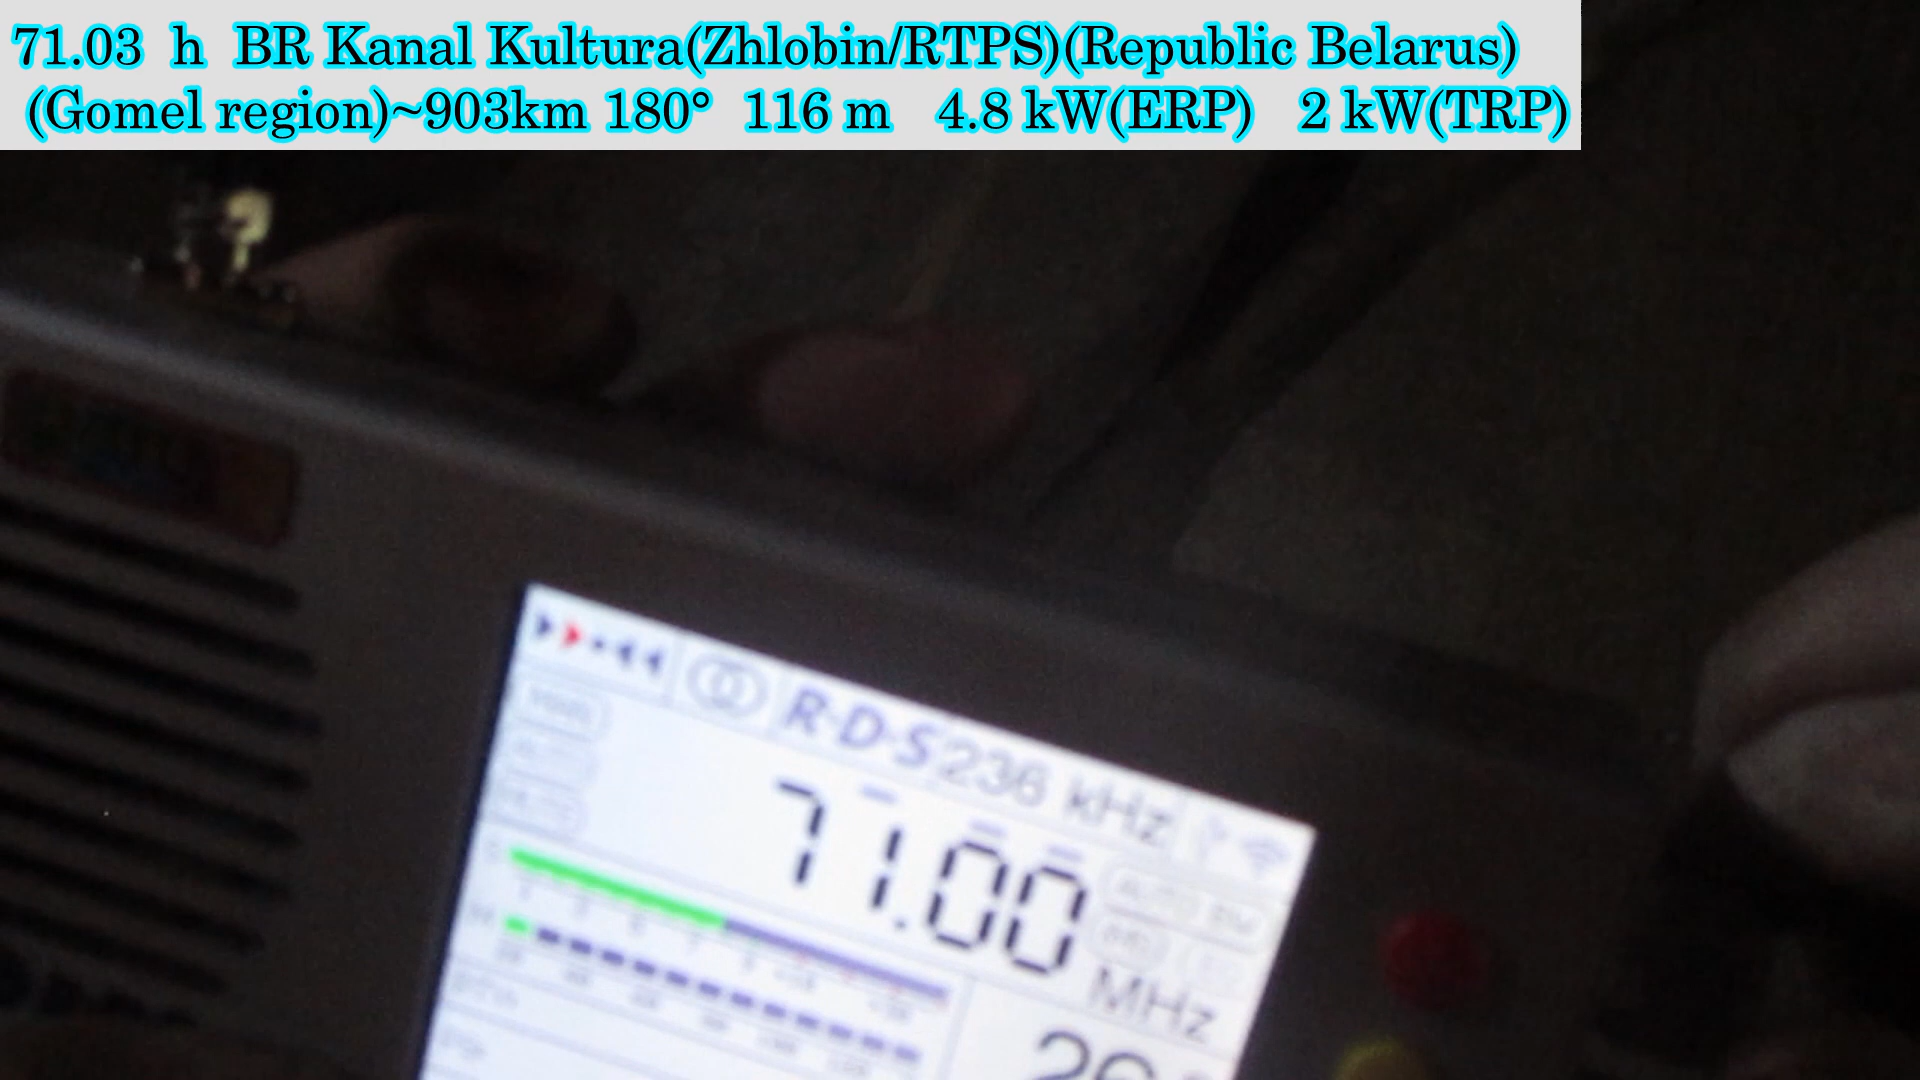 71.03 h BR Kanal Kultura(Zhlobin/RTPS)(Republic Belarus)
(Gomel region)~903km 180° 116 m 4.8 kW(ERP) 2 kW(TRP)
R·D·S 236 kHz
71.00
MHz